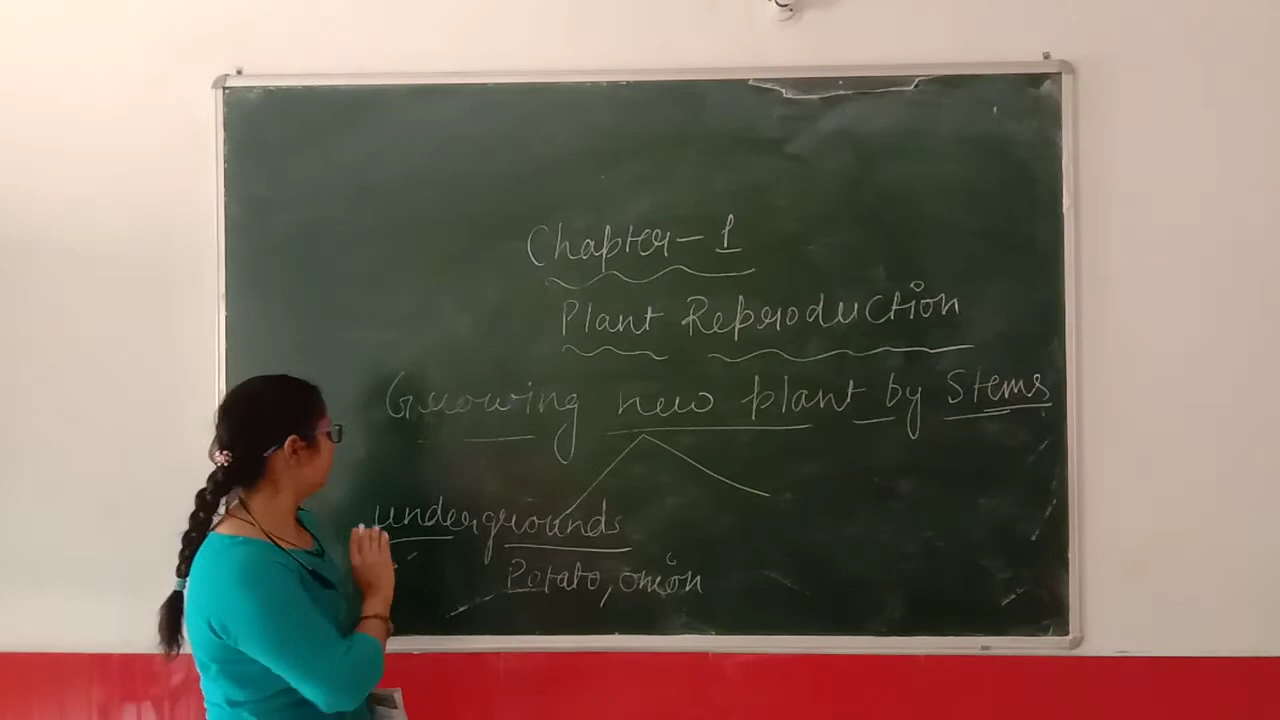 Chapter-1
Plant Reproduction
Growing new plant by Stems
undergrounds
Potato, onion